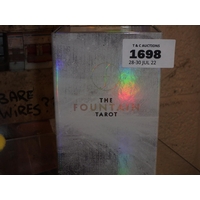 T & C AUCTIONS
1698
28-30 JUL 22
BARE
WIRES?
THE
FOUNTAIN
TAROT